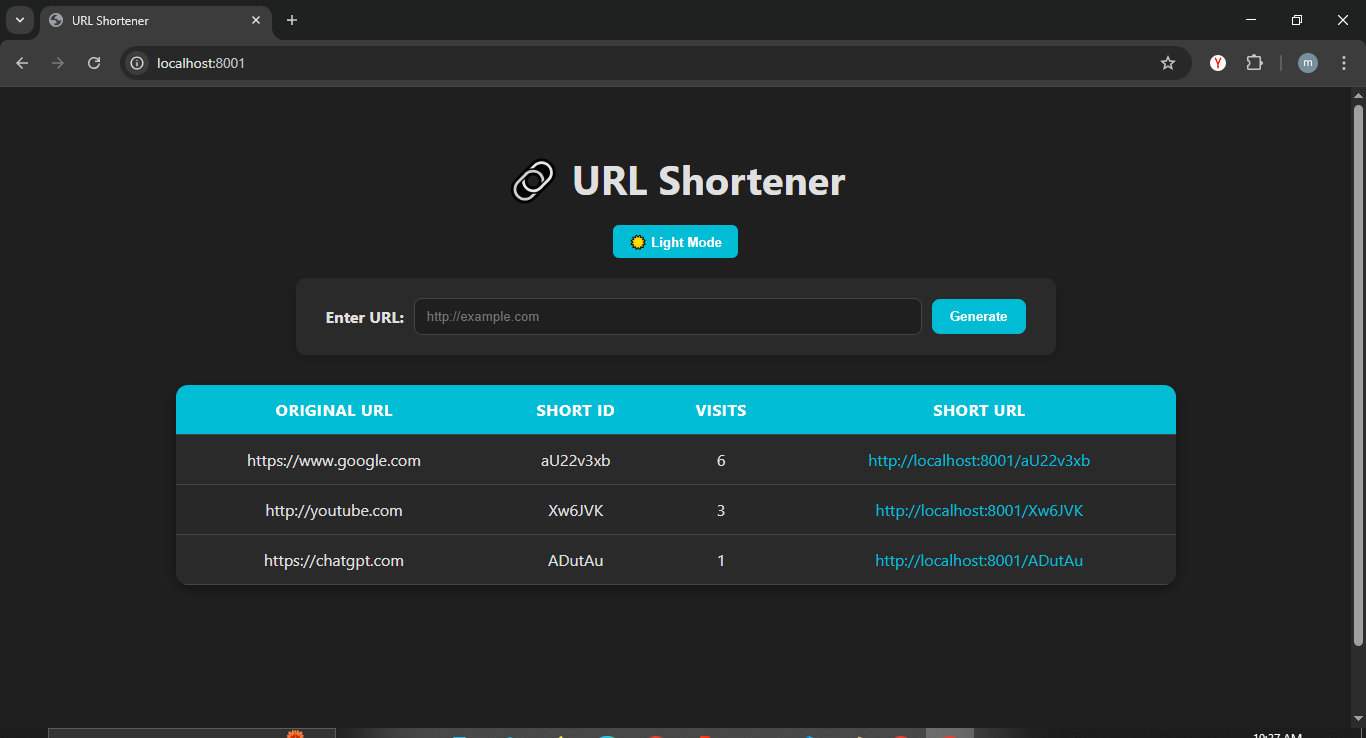 URL Shortener
localhost:8001
m
URL Shortener
Light Mode
Enter URL: http://example.com Generate
ORIGINAL URL SHORT ID VISITS SHORT URL
https://www.google.com aU22v3xb 6 http://localhost:8001/aU22v3xb
http://youtube.com Xw6JVK 3 http://localhost:8001/Xw6JVK
https://chatgpt.com ADutAu 1 http://localhost:8001/ADutAu